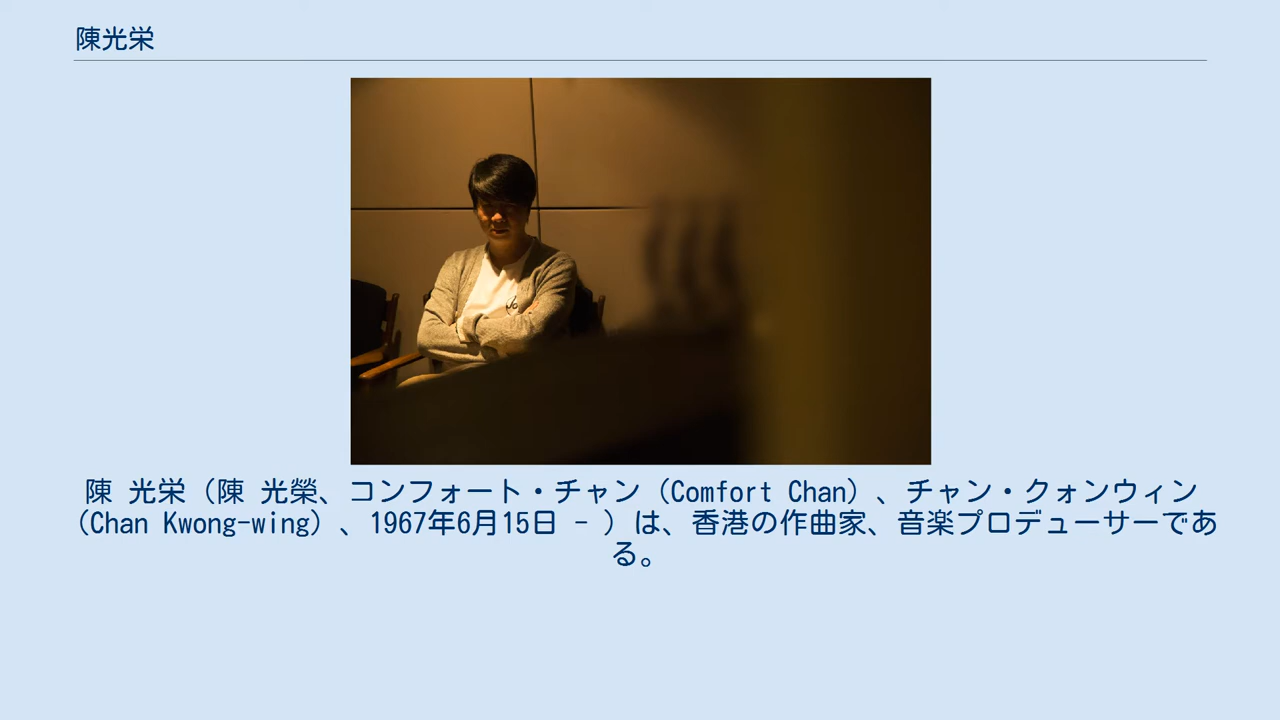 陳光栄
陳 光栄（陳 光榮、コンフォート・チャン（Comfort Chan）、チャン・クォンウィン
（Chan Kwong-wing）、1967年6月15日 - ）は、香港の作曲家、音楽プロデューサーであ
る。